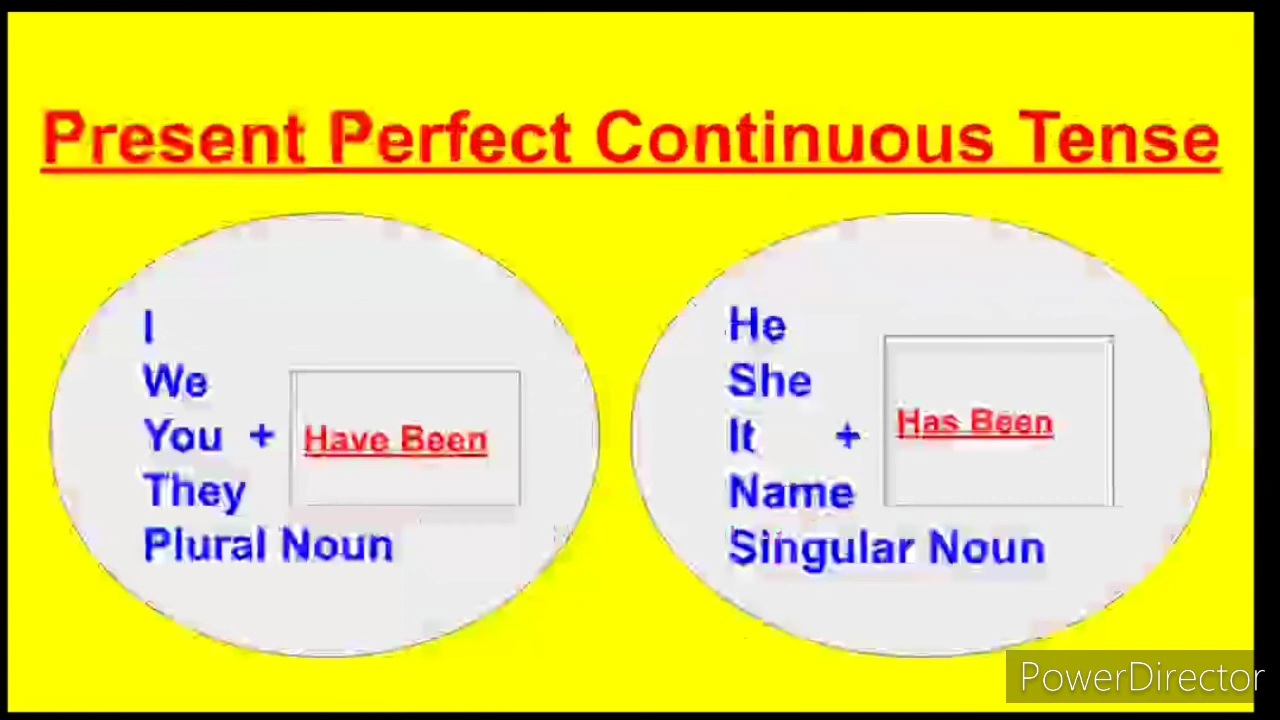 Present Perfect Continuous Tense
I
We
You + Have Been
They
Plural Noun
He
She
It + Has Been
Name
Singular Noun
PowerDirector